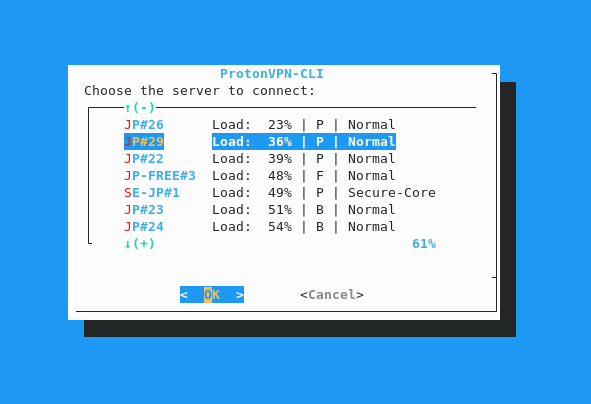 ProtonVPN-CLI
Choose the server to connect:
↑(-)
JP#26 Load: 23% | P | Normal
JP#29 Load: 36% | P | Normal
JP#22 Load: 39% | P | Normal
JP-FREE#3 Load: 48% | F | Normal
SE-JP#1 Load: 49% | P | Secure-Core
JP#23 Load: 51% | B | Normal
JP#24 Load: 54% | B | Normal
↓(+) 61%
< OK > <Cancel>